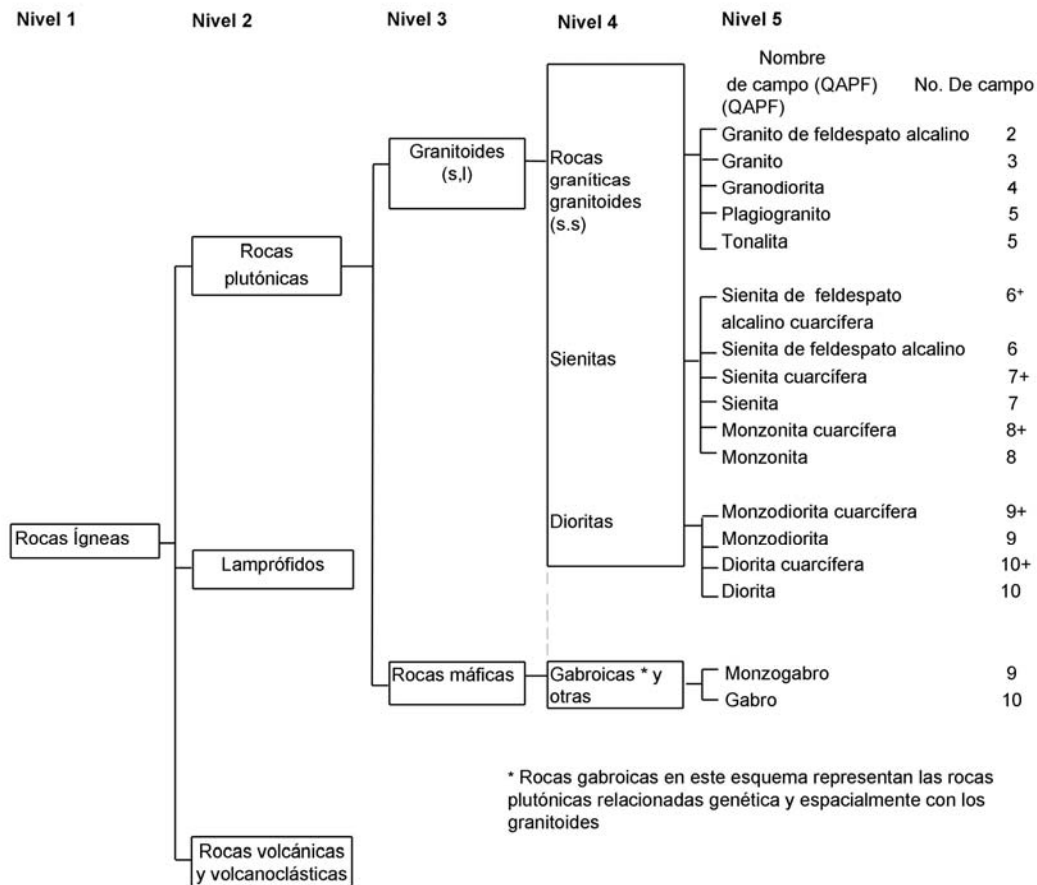 Nivel 1 Nivel 2 Nivel 3 Nivel 4 Nivel 5
Nombre
de campo (QAPF) No. De campo
(QAPF)
Granitoides
(s,l)
Rocas
graníticas
granitoides
(s.s)
Granito de feldespato alcalino 2
Granito 3
Granodiorita 4
Plagiogranito 5
Tonalita 5
Rocas
plutónicas
Sienitas
Sienita de feldespato 6+
alcalino cuarcífera
Sienita de feldespato alcalino 6
Sienita cuarcífera 7+
Sienita 7
Monzonita cuarcífera 8+
Monzonita 8
Rocas Ígneas
Lamprófidos
Dioritas
Monzodiorita cuarcífera 9+
Monzodiorita 9
Diorita cuarcífera 10+
Diorita 10
Rocas máficas
Gabroicas * y
otras
Monzogabro 9
Gabro 10
* Rocas gabroicas en este esquema representan las rocas
plutónicas relacionadas genética y espacialmente con los
granitoides
Rocas volcánicas
y volcanoclásticas